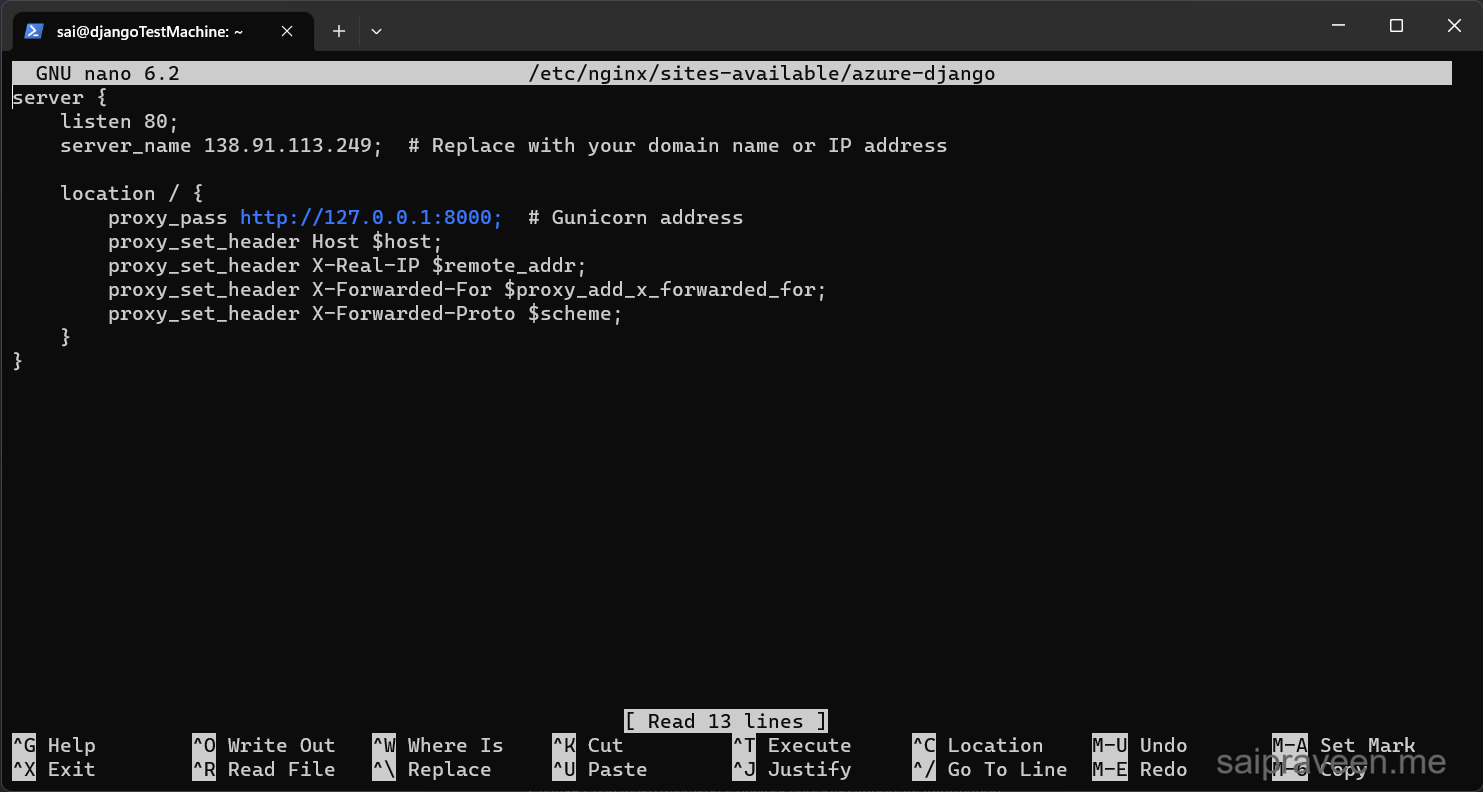 sai@djangoTestMachine: ~
GNU nano 6.2 /etc/nginx/sites-available/azure-django
server {
    listen 80;
    server_name 138.91.113.249;  # Replace with your domain name or IP address

    location / {
        proxy_pass http://127.0.0.1:8000;  # Gunicorn address
        proxy_set_header Host $host;
        proxy_set_header X-Real-IP $remote_addr;
        proxy_set_header X-Forwarded-For $proxy_add_x_forwarded_for;
        proxy_set_header X-Forwarded-Proto $scheme;
    }
}
[ Read 13 lines ]
^G Help ^O Write Out ^W Where Is ^K Cut ^T Execute ^C Location M-U Undo M-A Set Mark
^X Exit ^R Read File ^\ Replace ^U Paste ^J Justify ^/ Go To Line M-E Redo M-6 Copy
saipraveen.me